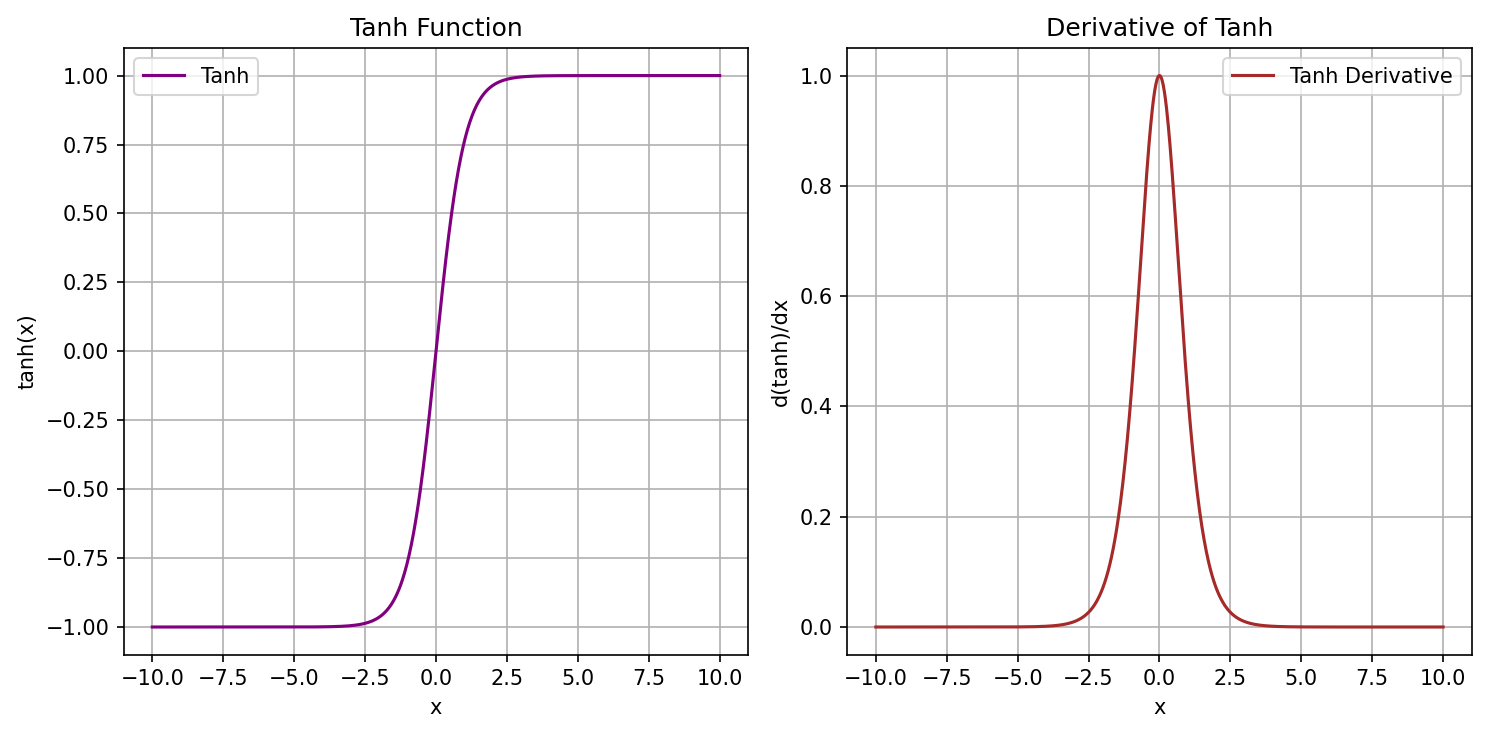 Tanh Function
Tanh
1.00
0.75
0.50
0.25
0.00
−0.25
−0.50
−0.75
−1.00
tanh(x)
−10.0 −7.5 −5.0 −2.5 0.0 2.5 5.0 7.5 10.0
x
Derivative of Tanh
Tanh Derivative
1.0
0.8
0.6
0.4
0.2
0.0
d(tanh)/dx
−10.0 −7.5 −5.0 −2.5 0.0 2.5 5.0 7.5 10.0
x